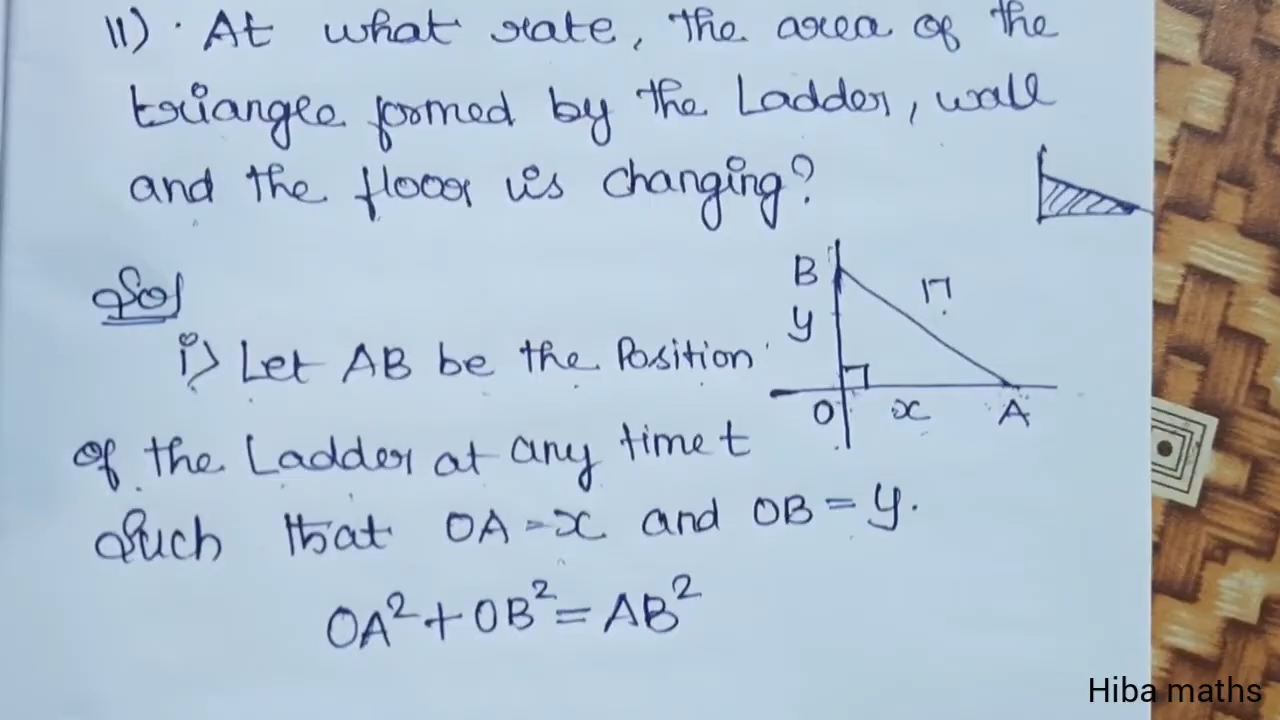 11) . At what rate, the area of the
triangle formed by the Ladder, wall
and the floor is changing?
Sol
i) Let AB be the Position
of the Ladder at any time t
Such that OA = x and OB = y.
OA² + OB² = AB²
B
y
17
O
x
A
Hiba maths